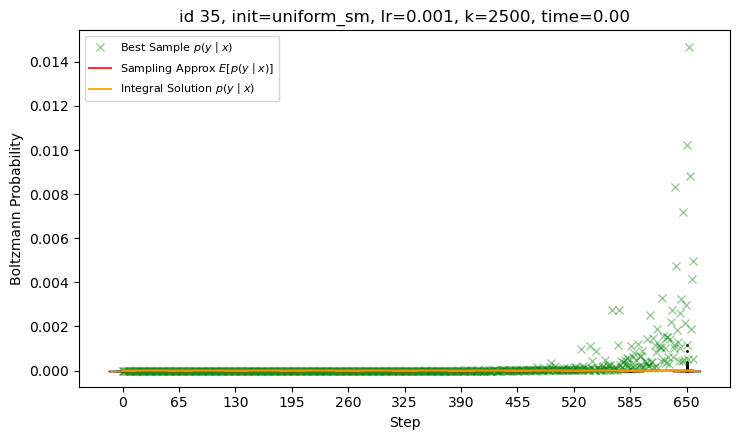 id 35, init=uniform_sm, lr=0.001, k=2500, time=0.00
Best Sample p(y | x)
Sampling Approx E[p(y | x)]
Integral Solution p(y | x)
Boltzmann Probability
0.014
0.012
0.010
0.008
0.006
0.004
0.002
0.000
0 65 130 195 260 325 390 455 520 585 650
Step